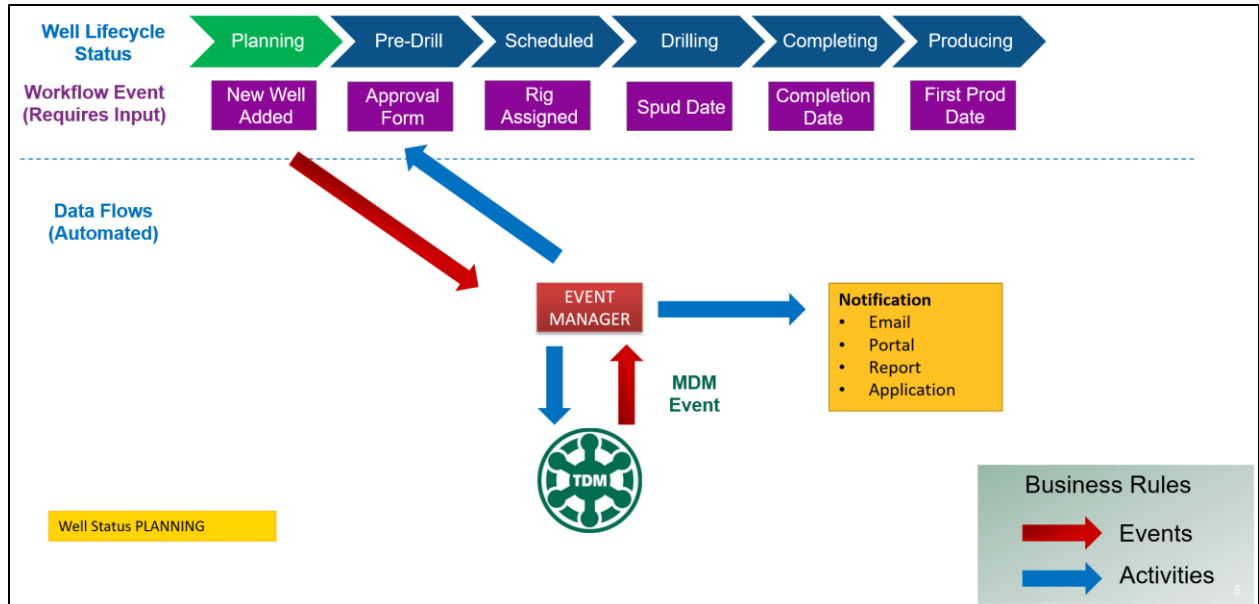 Well Lifecycle
Status
Planning
Pre-Drill
Scheduled
Drilling
Completing
Producing
Workflow Event
(Requires Input)
New Well
Added
Approval
Form
Rig
Assigned
Spud Date
Completion
Date
First Prod
Date
Data Flows
(Automated)
EVENT
MANAGER
Notification
• Email
• Portal
• Report
• Application
MDM
Event
TDM
Well Status PLANNING
Business Rules
Events
Activities
5